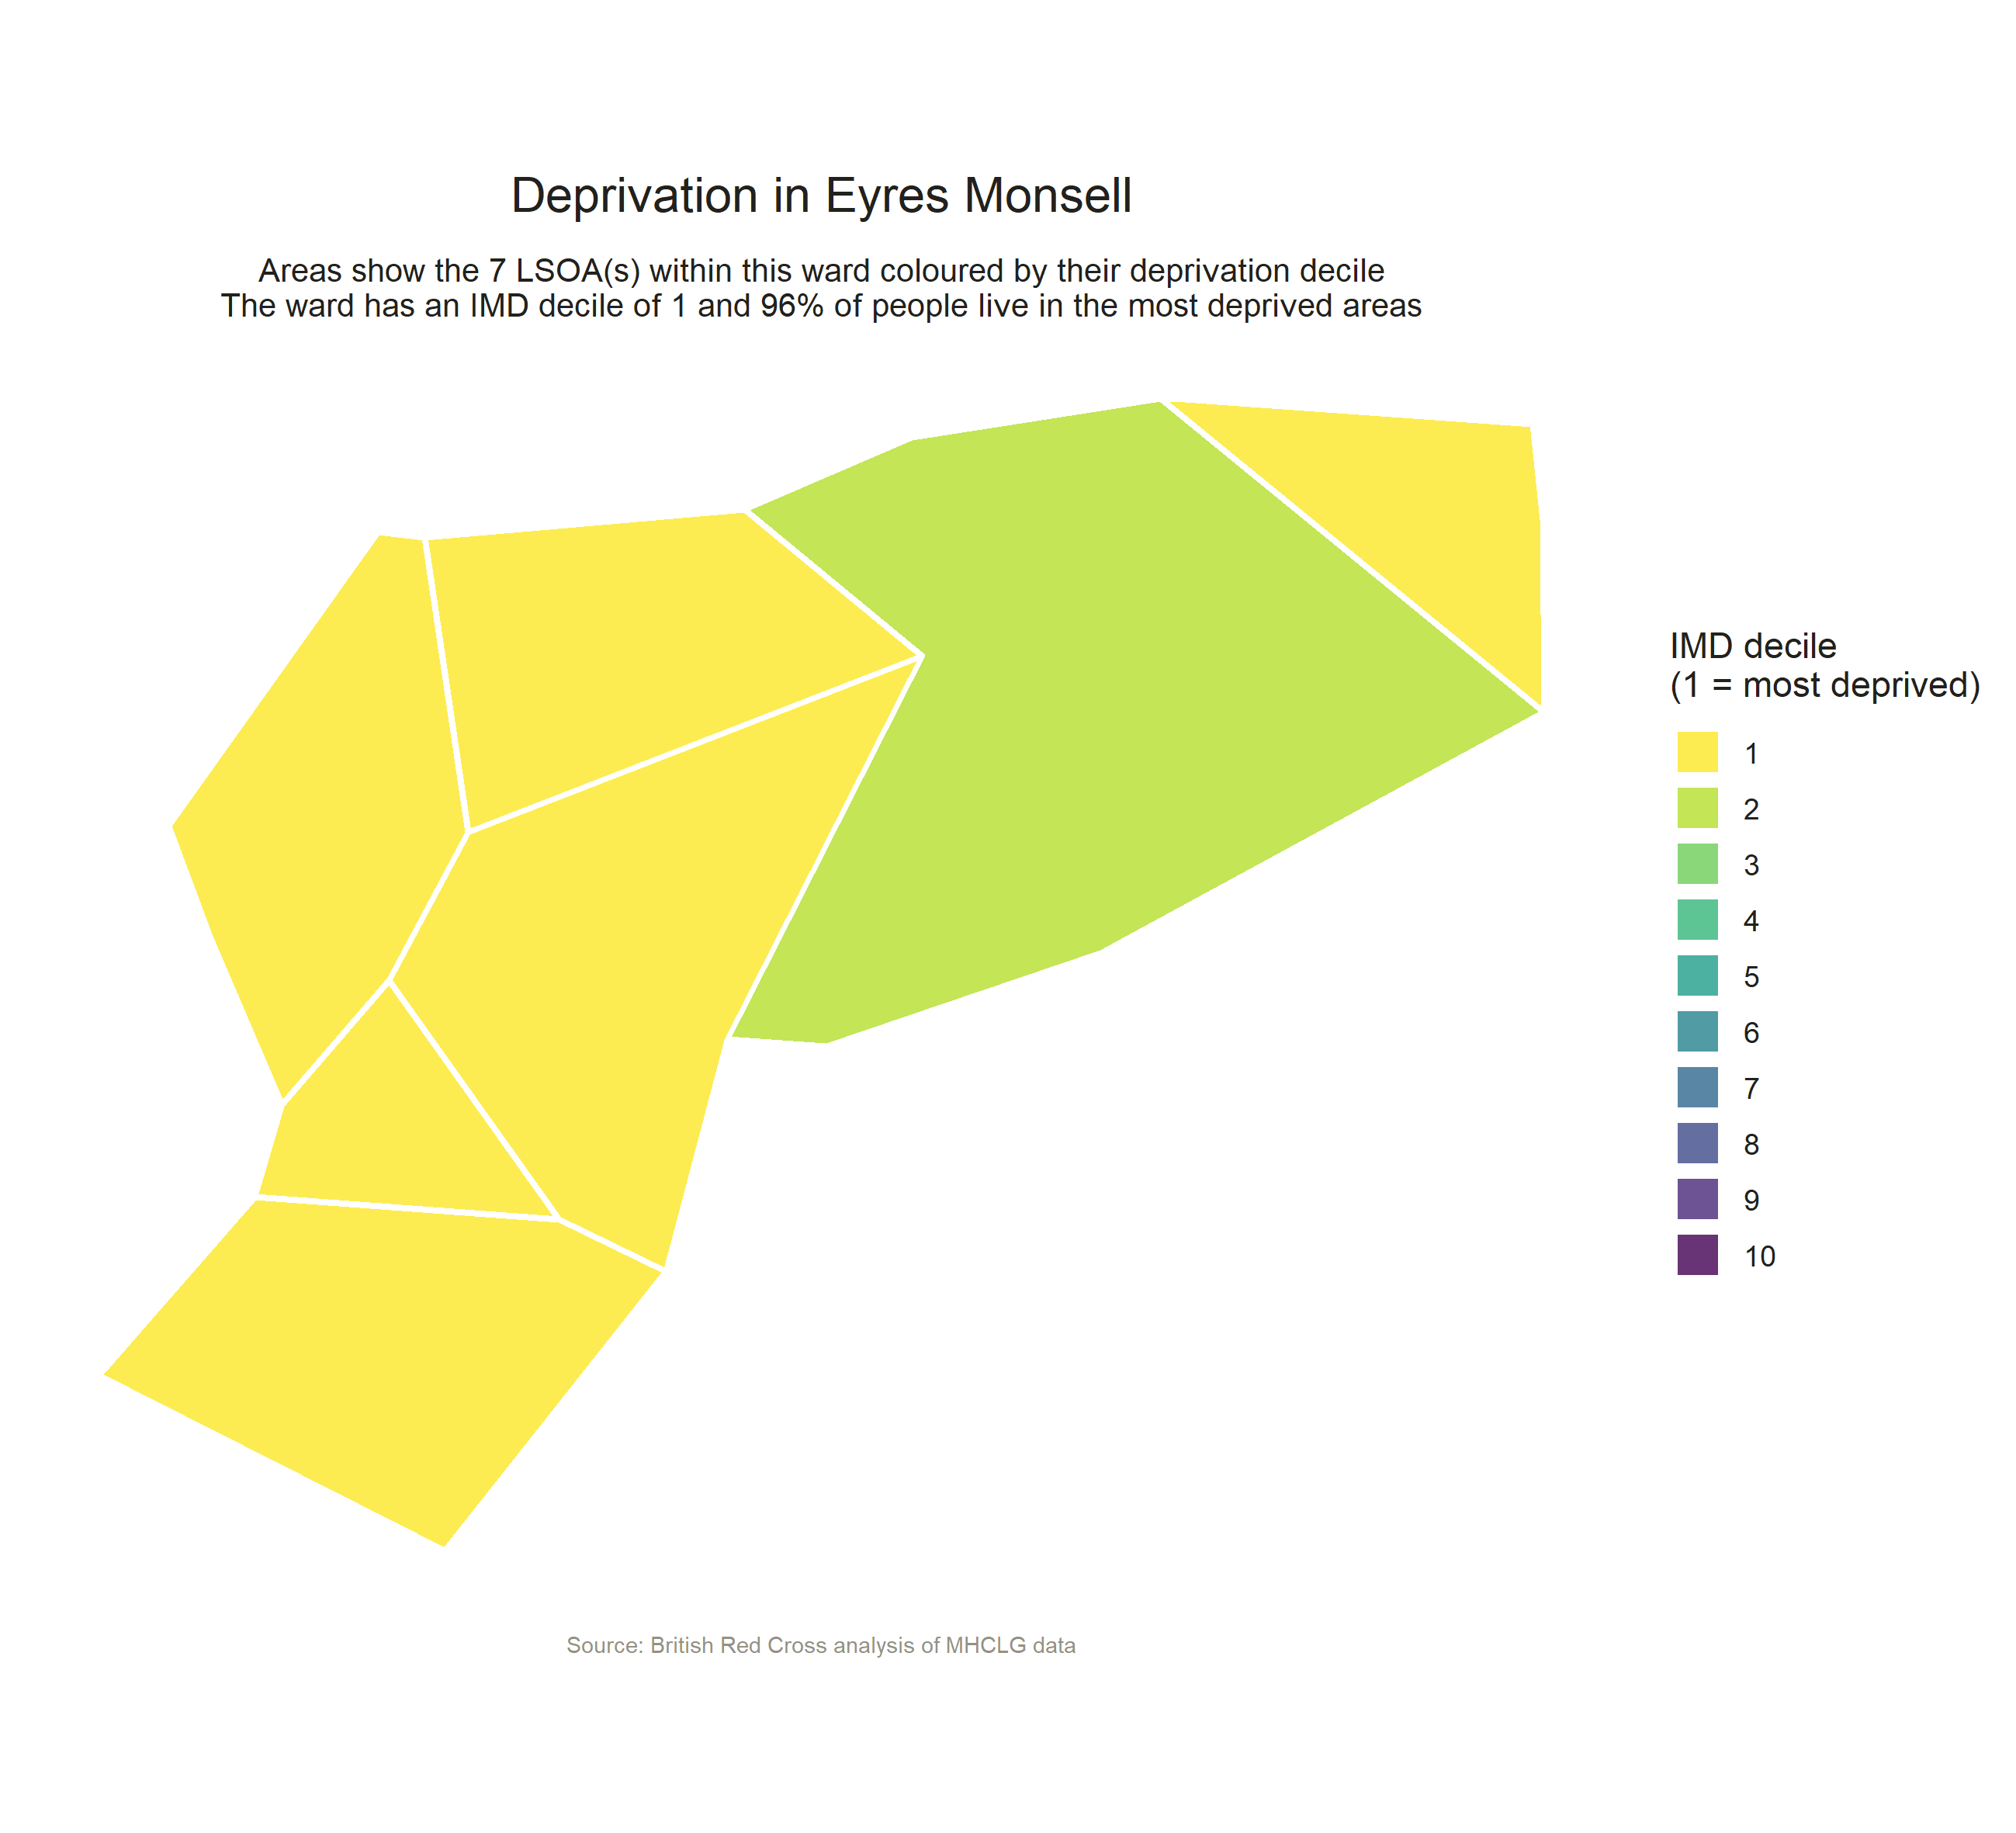 Deprivation in Eyres Monsell
Areas show the 7 LSOA(s) within this ward coloured by their deprivation decile
The ward has an IMD decile of 1 and 96% of people live in the most deprived areas
IMD decile
(1 = most deprived)
1
2
3
4
5
6
7
8
9
10
Source: British Red Cross analysis of MHCLG data